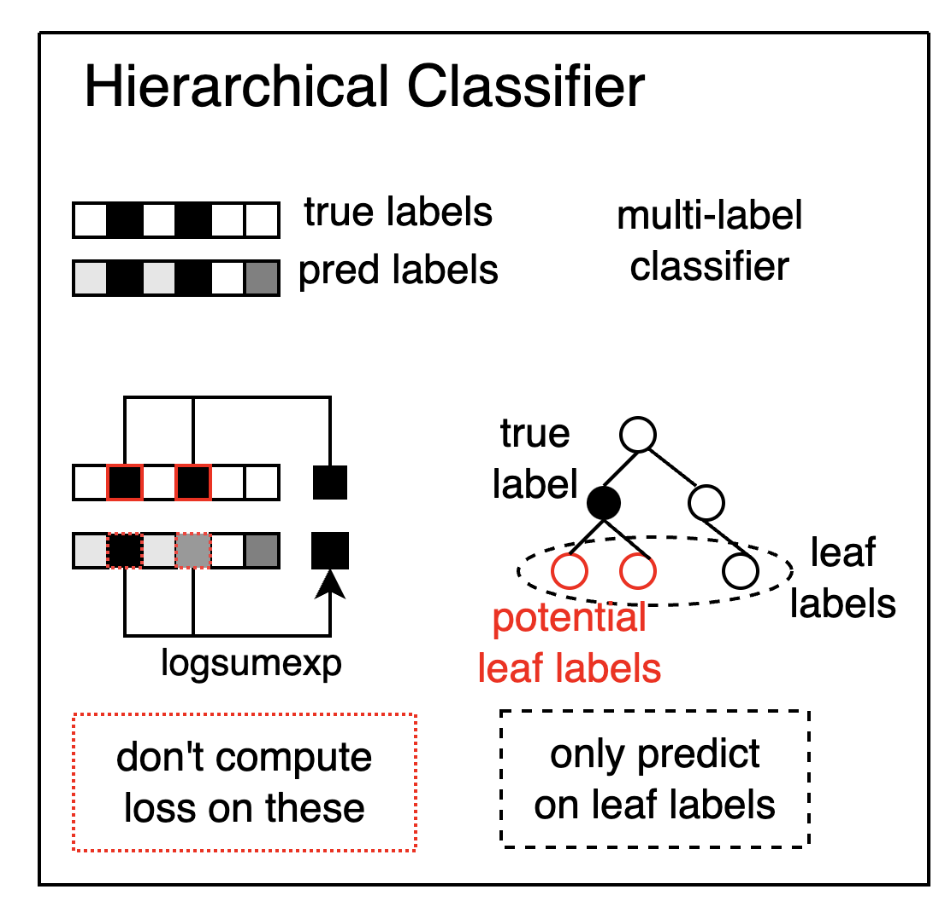 Hierarchical Classifier
true labels
pred labels
multi-label
classifier
logsumexp
true
label
leaf
labels
potential
leaf labels
don't compute
loss on these
only predict
on leaf labels